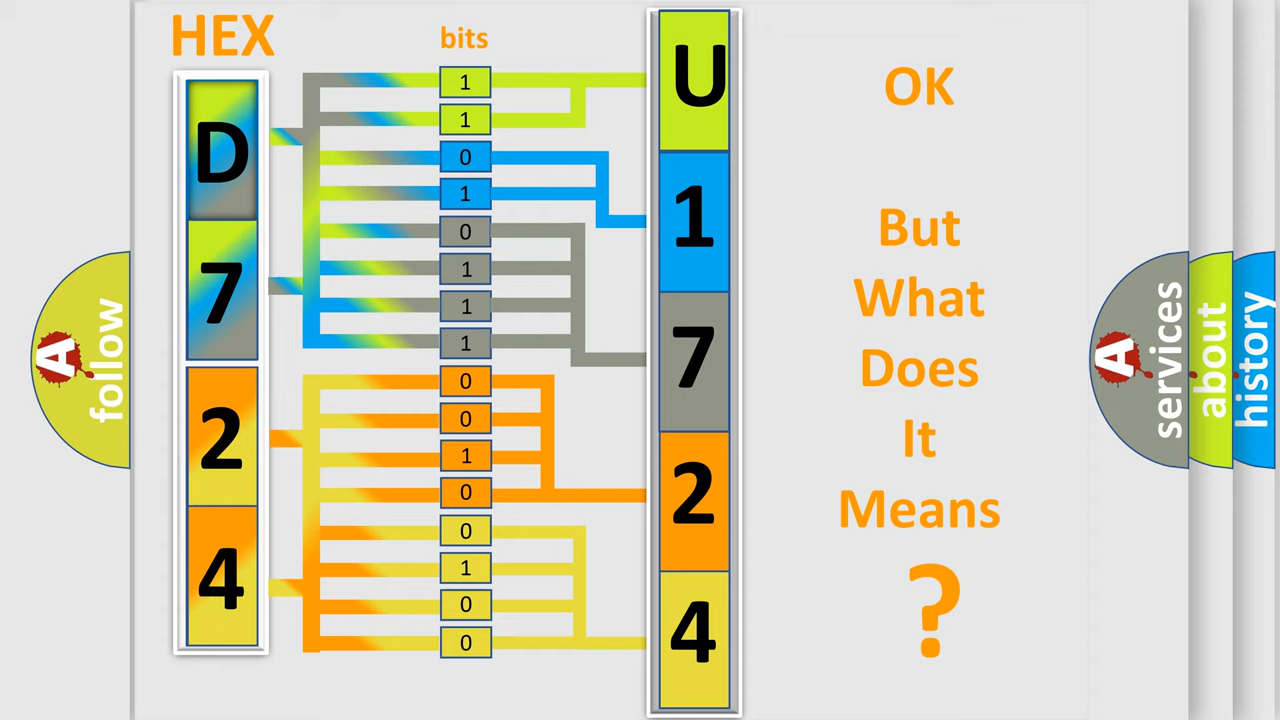 HEX
bits
D
7
2
4
1
1
0
1
0
1
1
1
0
0
1
0
0
1
0
0
U
1
7
2
4
OK
But
What
Does
It
Means
?
A
follow
A
services
about
history